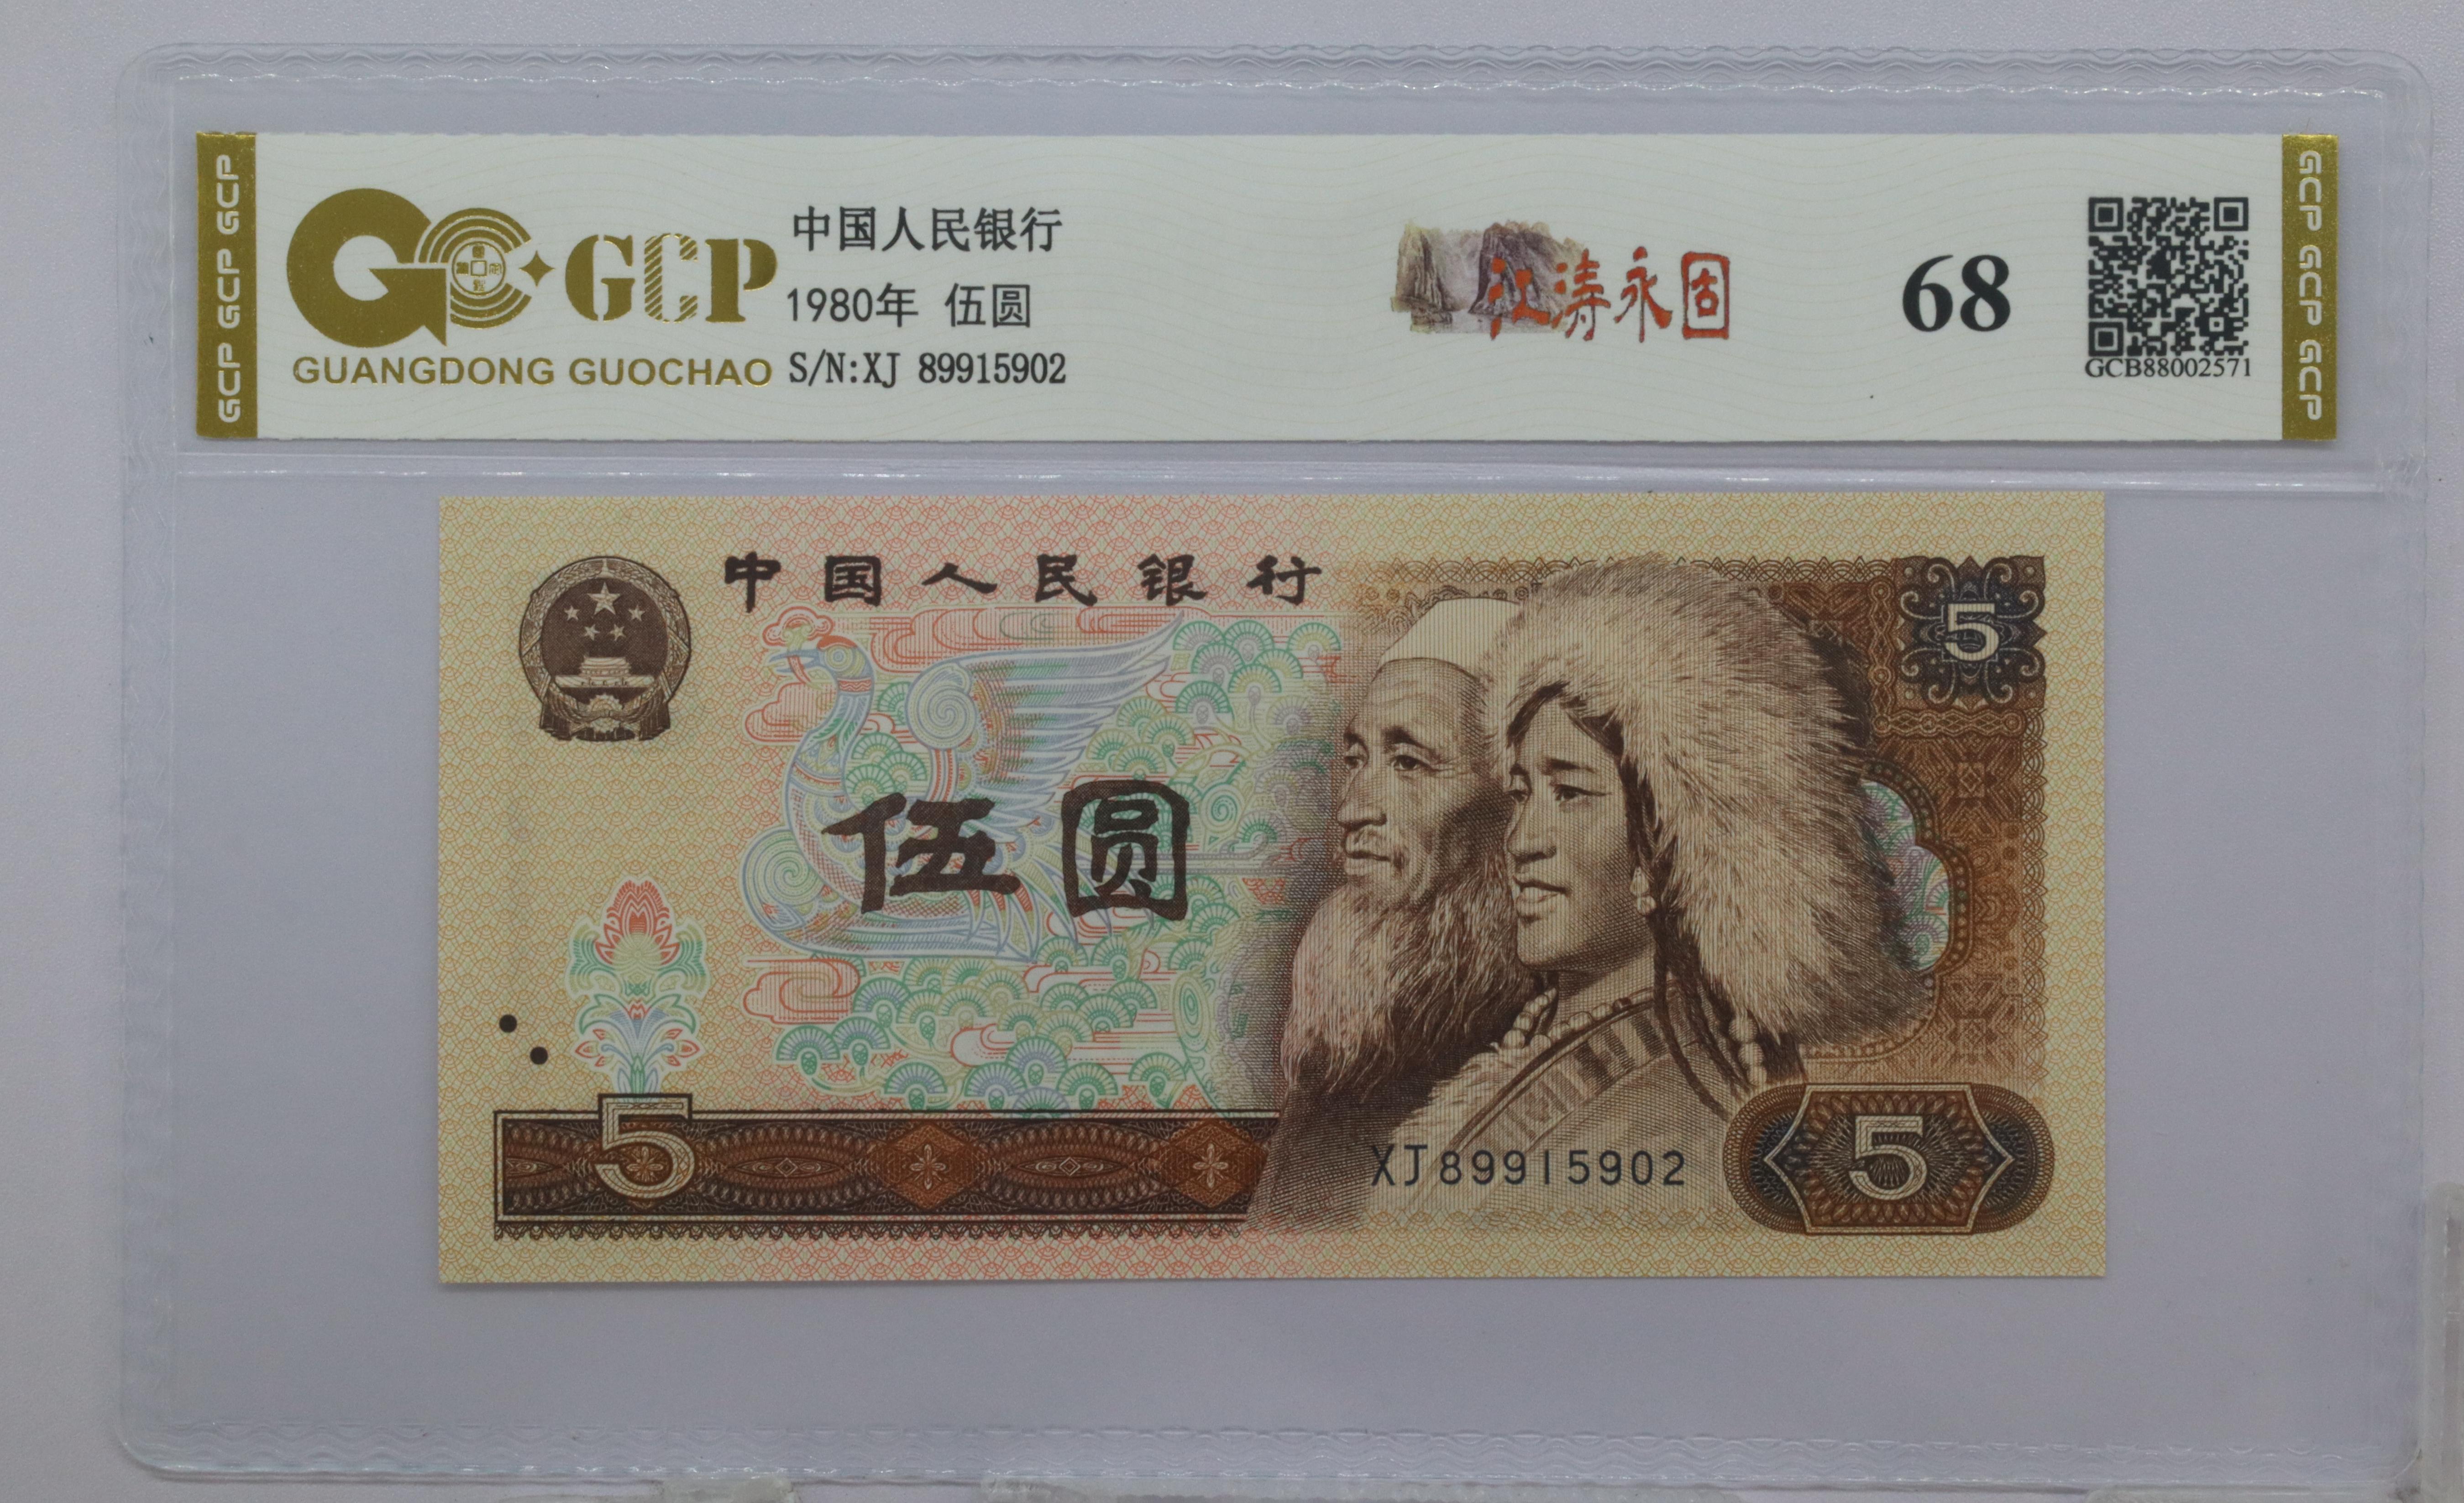 GCP GCP GCP
GCP
GUANGDONG GUOCHAO
中国人民银行
1980年 伍圆
S/N:XJ 89915902
江涛永固
68
GCB88002571
GCP GCP GCP
中国人民银行
5
伍圆
5
XJ89915902
5